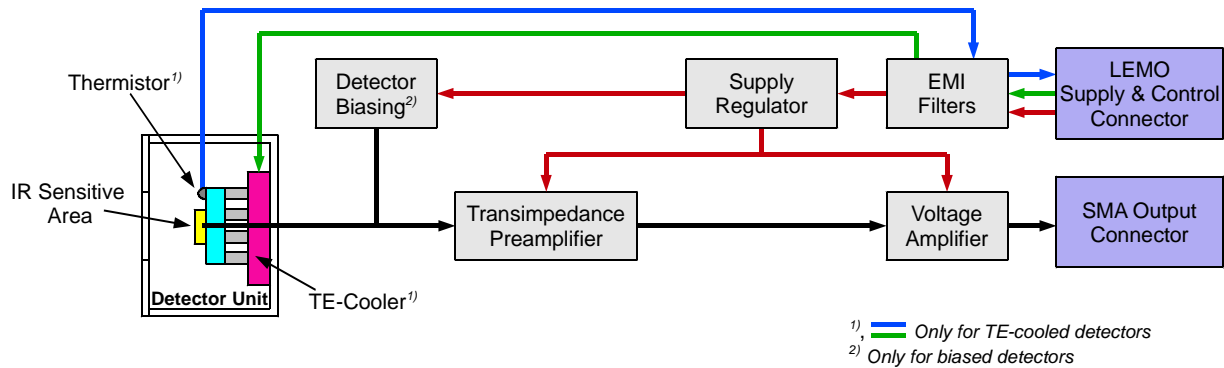 Thermistor1)
Detector
Biasing2)
Supply
Regulator
EMI
Filters
LEMO
Supply & Control
Connector
IR Sensitive
Area
Transimpedance
Preamplifier
Voltage
Amplifier
SMA Output
Connector
Detector Unit
TE-Cooler1)
1), Only for TE-cooled detectors
2) Only for biased detectors